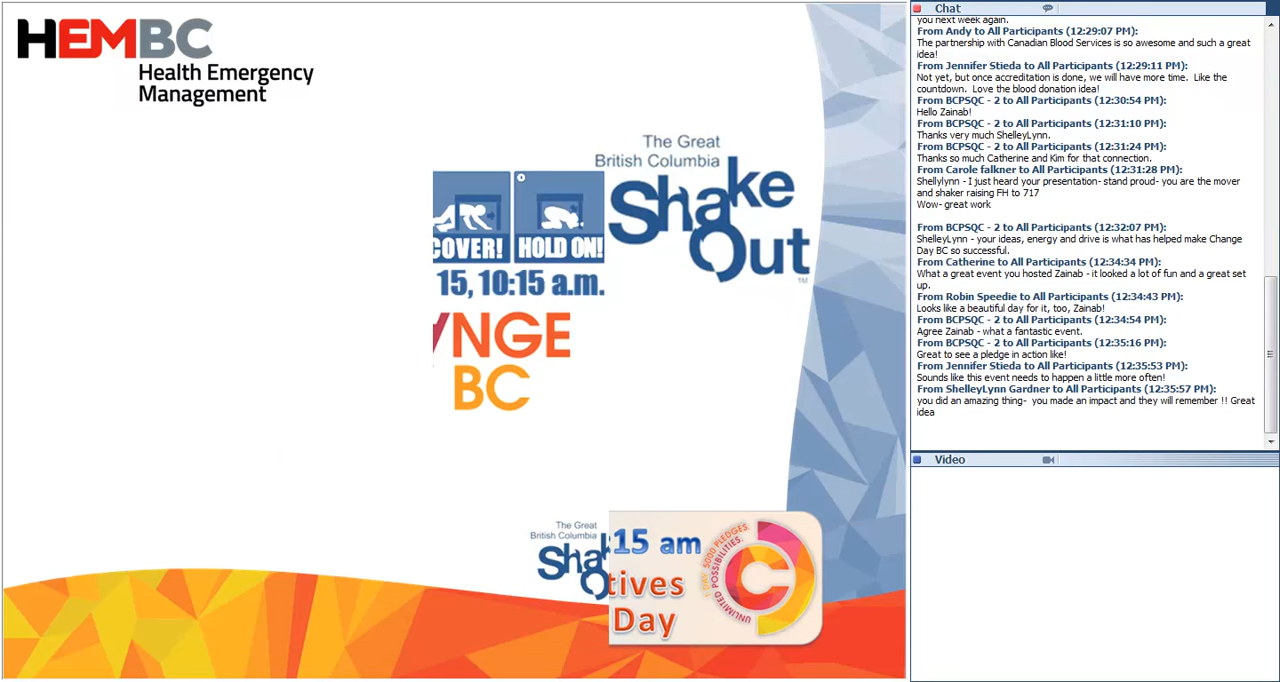 HEMBC
Health Emergency
Management
The Great
British Columbia
ShakeOut
TM
COVER!
HOLD ON!
15, 10:15 a.m.
NGE
BC
The Great
British Columbia
Sha
O
:15 am
tives
Day
1 DAY. 5000 PLEDGES.
UNLIMITED POSSIBILITIES.
Chat
you next week again.
From Andy to All Participants (12:29:07 PM):
The partnership with Canadian Blood Services is so awesome and such a great
idea!
From Jennifer Stieda to All Participants (12:29:11 PM):
Not yet, but once accreditation is done, we will have more time.  Like the
countdown.  Love the blood donation idea!
From BCPSQC - 2 to All Participants (12:30:54 PM):
Hello Zainab!
From BCPSQC - 2 to All Participants (12:31:10 PM):
Thanks very much ShelleyLynn.
From BCPSQC - 2 to All Participants (12:31:24 PM):
Thanks so much Catherine and Kim for that connection.
From Carole falkner to All Participants (12:31:28 PM):
Shellylynn - I just heard your presentation- stand proud- you are the mover
and shaker raising FH to 717
Wow- great work
From BCPSQC - 2 to All Participants (12:32:07 PM):
ShelleyLynn - your ideas, energy and drive is what has helped make Change
Day BC so successful.
From Catherine to All Participants (12:34:34 PM):
What a great event you hosted Zainab - it looked a lot of fun and a great set
up.
From Robin Speedie to All Participants (12:34:43 PM):
Looks like a beautiful day for it, too, Zainab!
From BCPSQC - 2 to All Participants (12:34:54 PM):
Agree Zainab - what a fantastic event.
From BCPSQC - 2 to All Participants (12:35:16 PM):
Great to see a pledge in action like!
From Jennifer Stieda to All Participants (12:35:53 PM):
Sounds like this event needs to happen a little more often!
From ShelleyLynn Gardner to All Participants (12:35:57 PM):
you did an amazing thing-  you made an impact and they will remember !! Great
idea
Video